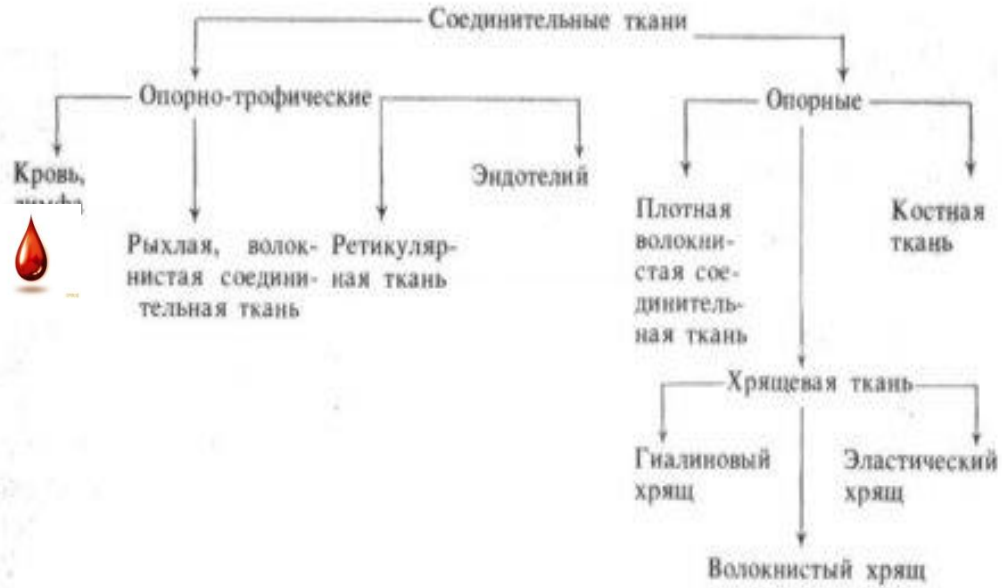 Соединительные ткани
Опорно-трофические
Опорные
Кровь,
Эндотелий
Рыхлая, волок-
нистая соедини-
тельная ткань
Ретикуляр-
ная ткань
Плотная
волокни-
стая сое-
динитель-
ная ткань
Костная
ткань
Хрящевая ткань
Гиалиновый
хрящ
Эластический
хрящ
Волокнистый хрящ